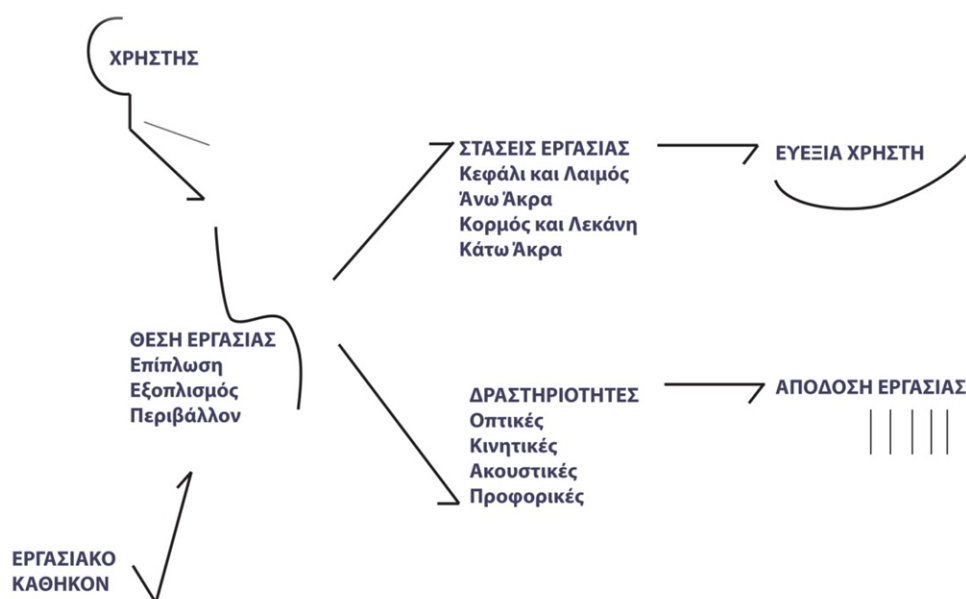 ΧΡΗΣΤΗΣ
ΣΤΑΣΕΙΣ ΕΡΓΑΣΙΑΣ
Κεφάλι και Λαιμός
Άνω Άκρα
Κορμός και Λεκάνη
Κάτω Άκρα
ΕΥΕΞΙΑ ΧΡΗΣΤΗ
ΘΕΣΗ ΕΡΓΑΣΙΑΣ
Επίπλωση
Εξοπλισμός
Περιβάλλον
ΔΡΑΣΤΗΡΙΟΤΗΤΕΣ
Οπτικές
Κινητικές
Ακουστικές
Προφορικές
ΑΠΟΔΟΣΗ ΕΡΓΑΣΙΑΣ
ΕΡΓΑΣΙΑΚΟ
ΚΑΘΗΚΟΝ